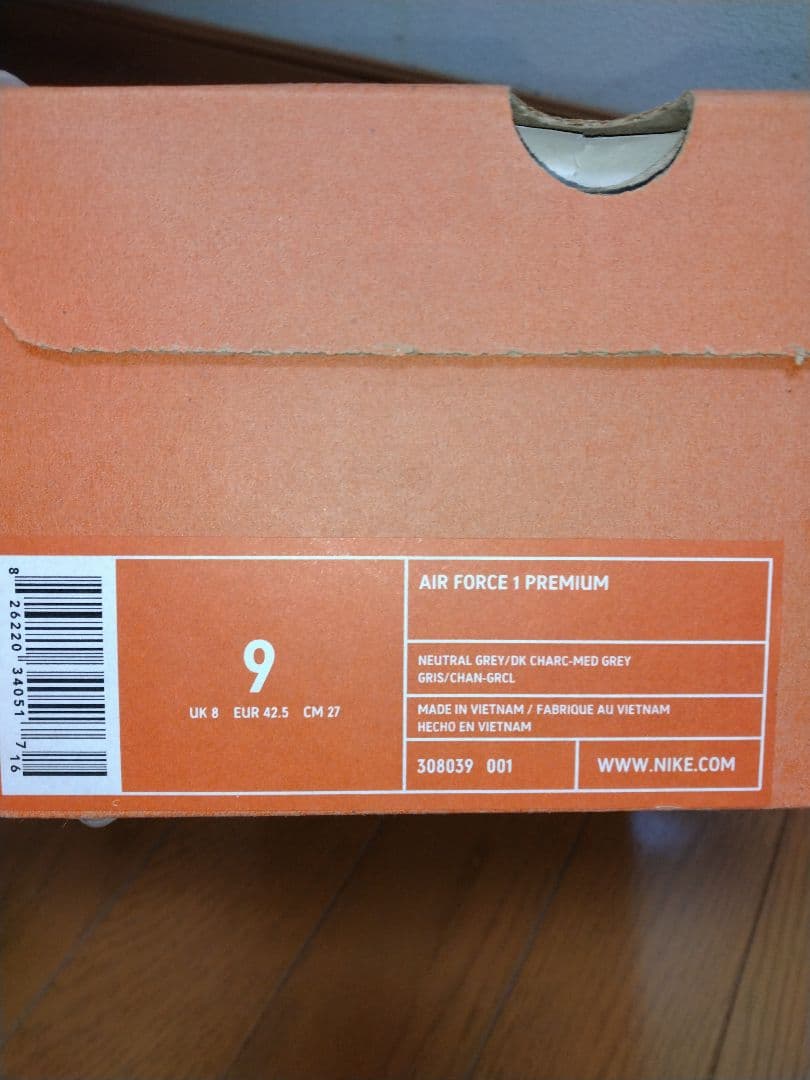 8 26220 34051 716
9
UK 8 EUR 42.5 CM 27
AIR FORCE 1 PREMIUM
NEUTRAL GREY/DK CHARC-MED GREY
GRIS/CHAN-GRCL
MADE IN VIETNAM / FABRIQUE AU VIETNAM
HECHO EN VIETNAM
308039 001
WWW.NIKE.COM